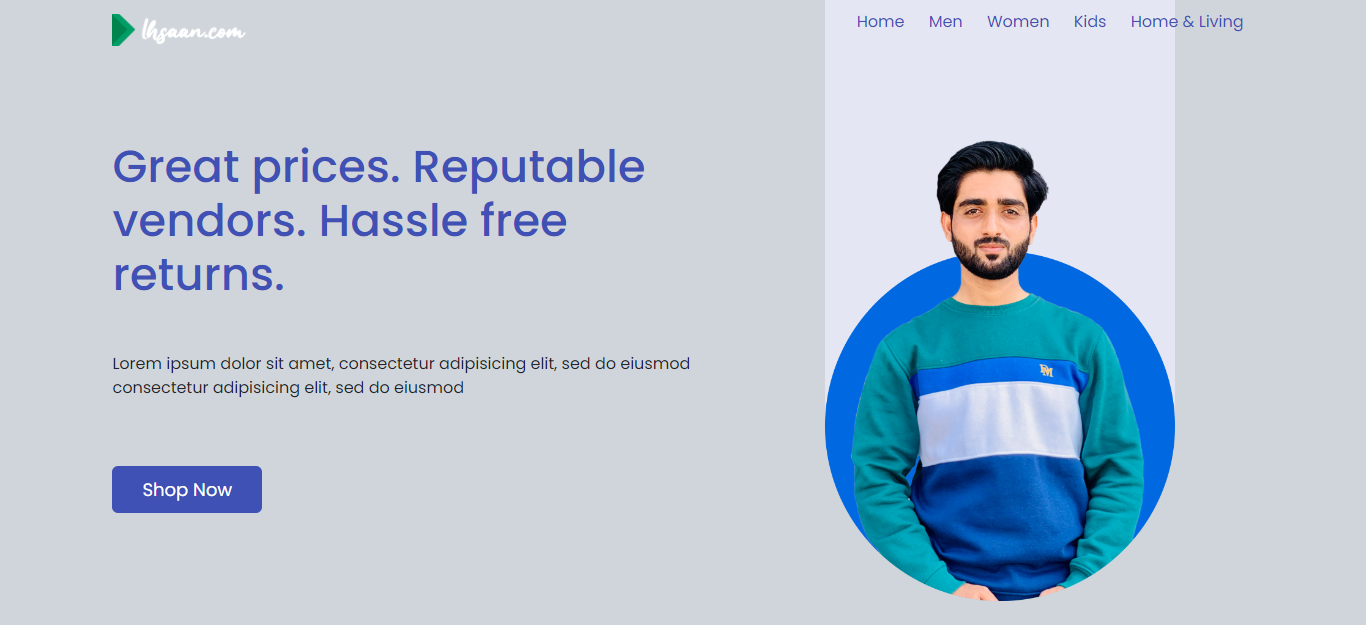 Ihsaan.com
Home Men Women Kids Home & Living
Great prices. Reputable
vendors. Hassle free
returns.
Lorem ipsum dolor sit amet, consectetur adipisicing elit, sed do eiusmod
consectetur adipisicing elit, sed do eiusmod
Shop Now